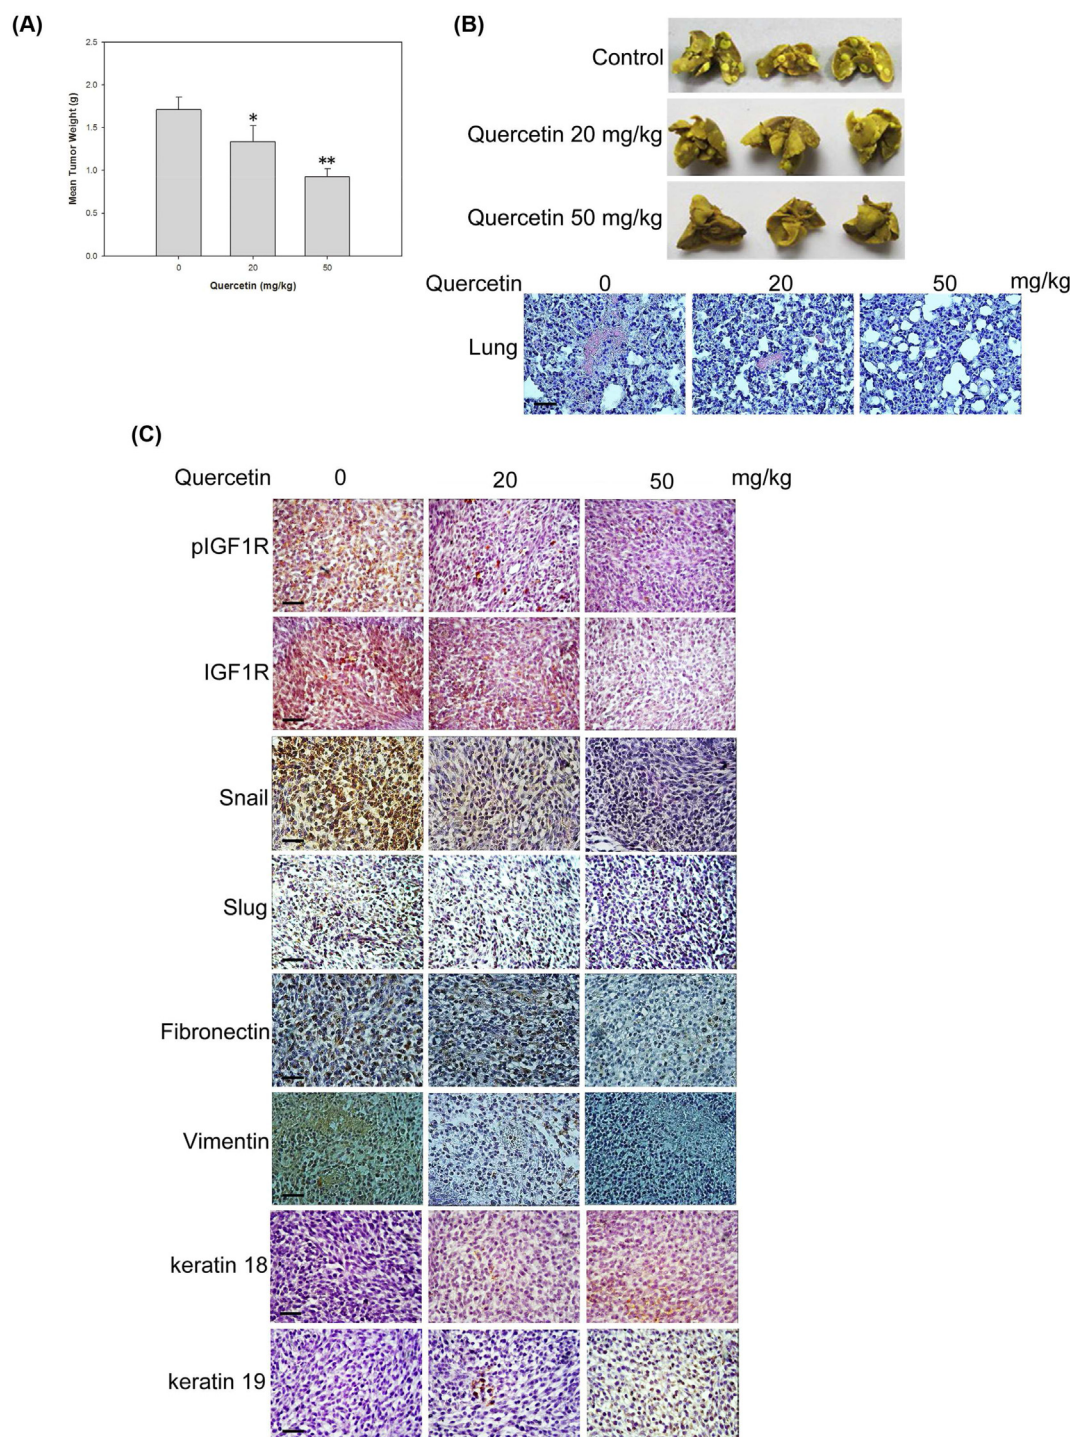 (A)
2.5
2.0
1.5
1.0
0.5
0.0
Mean Tumor Weight (g)
*
**
0 20 50
Quercetin (mg/kg)
(B)
Control
Quercetin 20 mg/kg
Quercetin 50 mg/kg
Quercetin 0 20 50 mg/kg
Lung
(C)
Quercetin 0 20 50 mg/kg
pIGF1R
IGF1R
Snail
Slug
Fibronectin
Vimentin
keratin 18
keratin 19